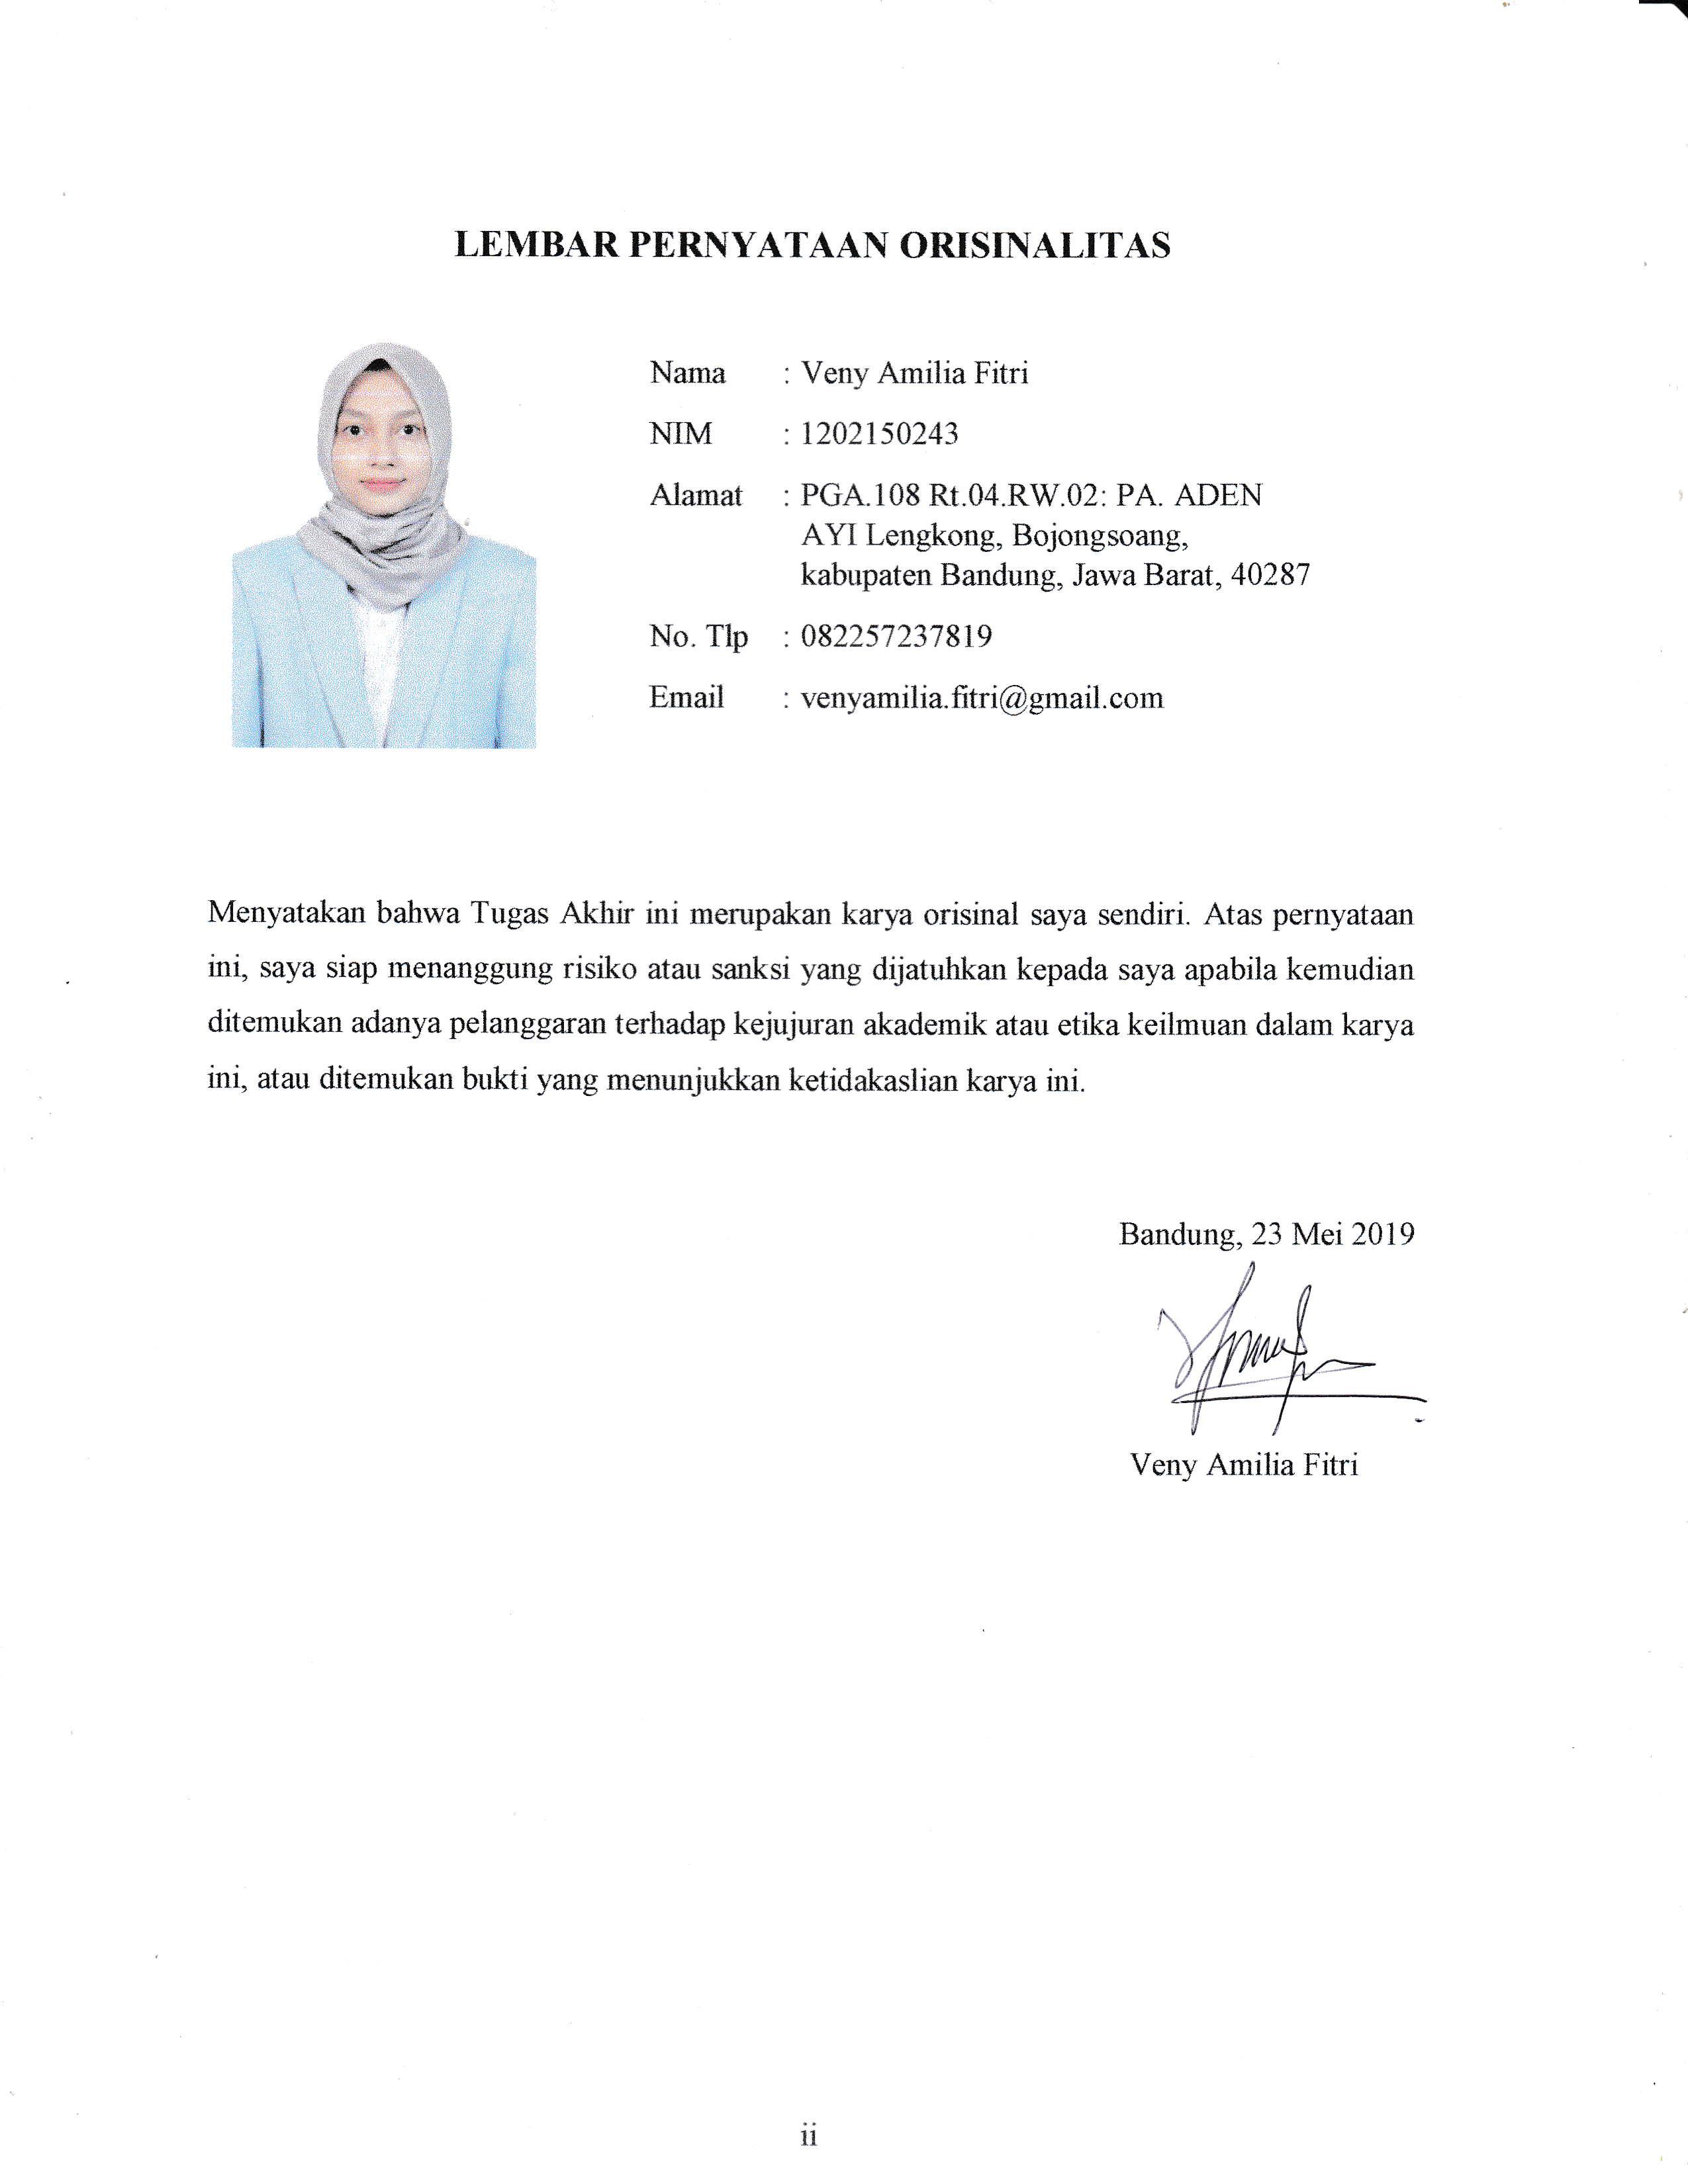 LEMBAR PERNYATAAN ORISINALITAS
Nama : Veny Amilia Fitri
NIM : 1202150243
Alamat : PGA.108 Rt.04.RW.02: PA. ADEN
AYI Lengkong, Bojongsoang,
kabupaten Bandung, Jawa Barat, 40287
No. Tlp : 082257237819
Email : venyamilia.fitri@gmail.com
Menyatakan bahwa Tugas Akhir ini merupakan karya orisinal saya sendiri. Atas pernyataan
ini, saya siap menanggung risiko atau sanksi yang dijatuhkan kepada saya apabila kemudian
ditemukan adanya pelanggaran terhadap kejujuran akademik atau etika keilmuan dalam karya
ini, atau ditemukan bukti yang menunjukkan ketidakaslian karya ini.
Bandung, 23 Mei 2019
Veny Amilia Fitri
ii